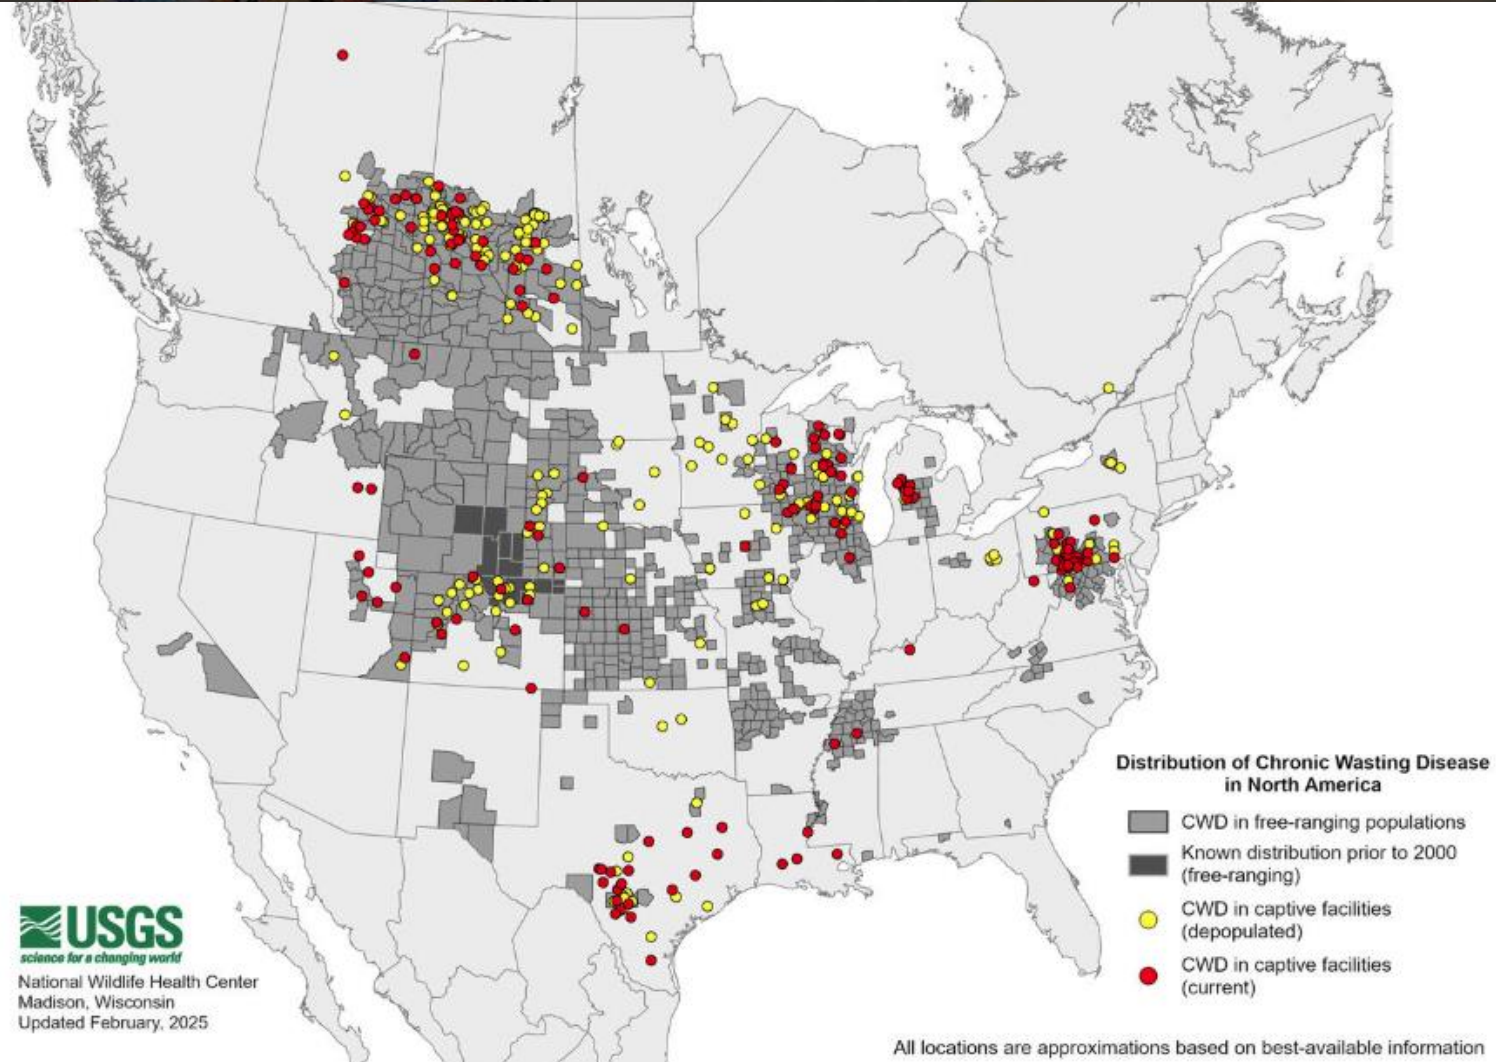 Distribution of Chronic Wasting Disease
in North America
CWD in free-ranging populations
Known distribution prior to 2000
(free-ranging)
CWD in captive facilities
(depopulated)
CWD in captive facilities
(current)
USGS
science for a changing world
National Wildlife Health Center
Madison, Wisconsin
Updated February, 2025
All locations are approximations based on best-available information